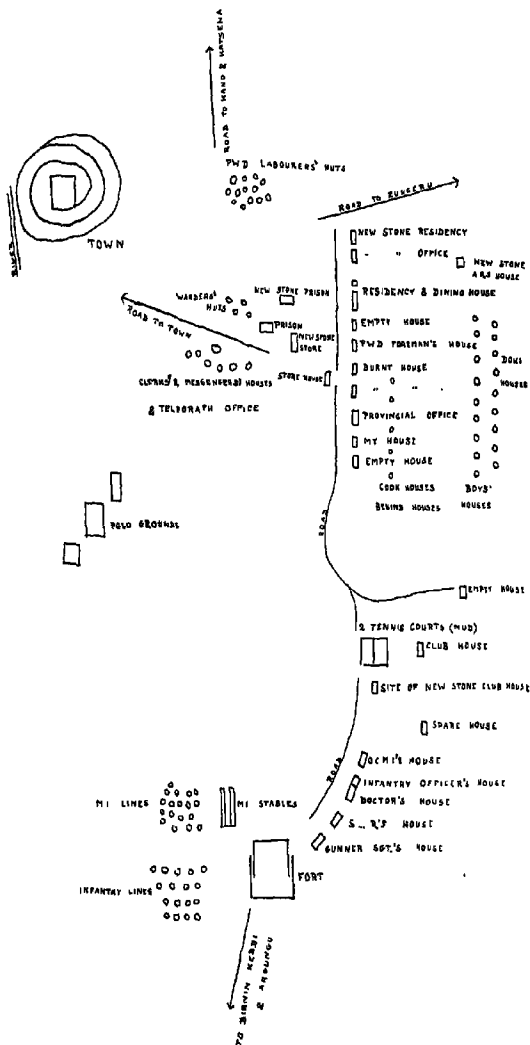 ROAD TO KANO & KATSENA
PWD LABOURERS' HUTS
ROAD TO ZUNGERU
RIVER
TOWN
NEW STONE RESIDENCY
" " OFFICE
NEW STONE
AR'S HOUSE
RESIDENCY & DINING HOUSE
WARDERS'
HUTS
NEW STONE PRISON
PRISON
NEW STONE
STORE
ROAD TO TOWN
EMPTY HOUSE
PWD FOREMAN'S HOUSE
BOYS
HOUSES
CLERKS' & MESSENGERS' HOUSES
& TELEGRAPH OFFICE
STORE HOUSE
BURNT HOUSE
" "
PROVINCIAL OFFICE
MY HOUSE
EMPTY HOUSE
COOK HOUSES
BEHIND HOUSES
BOYS'
HOUSES
POLO GROUNDS
ROAD
EMPTY HOUSE
2 TENNIS COURTS (MUD)
CLUB HOUSE
SITE OF NEW STONE CLUB HOUSE
SPARE HOUSE
OCMI'S HOUSE
ROAD
INFANTRY OFFICER'S HOUSE
DOCTOR'S HOUSE
MI LINES
MI STABLES
HOUSE
GUNNER SGT.'S HOUSE
INFANTRY LINES
FORT
TO BIRNIN KEBBI
& ARGUNGU